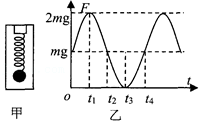 F
2mg
mg
o t₁ t₂ t₃ t₄ t
甲 乙